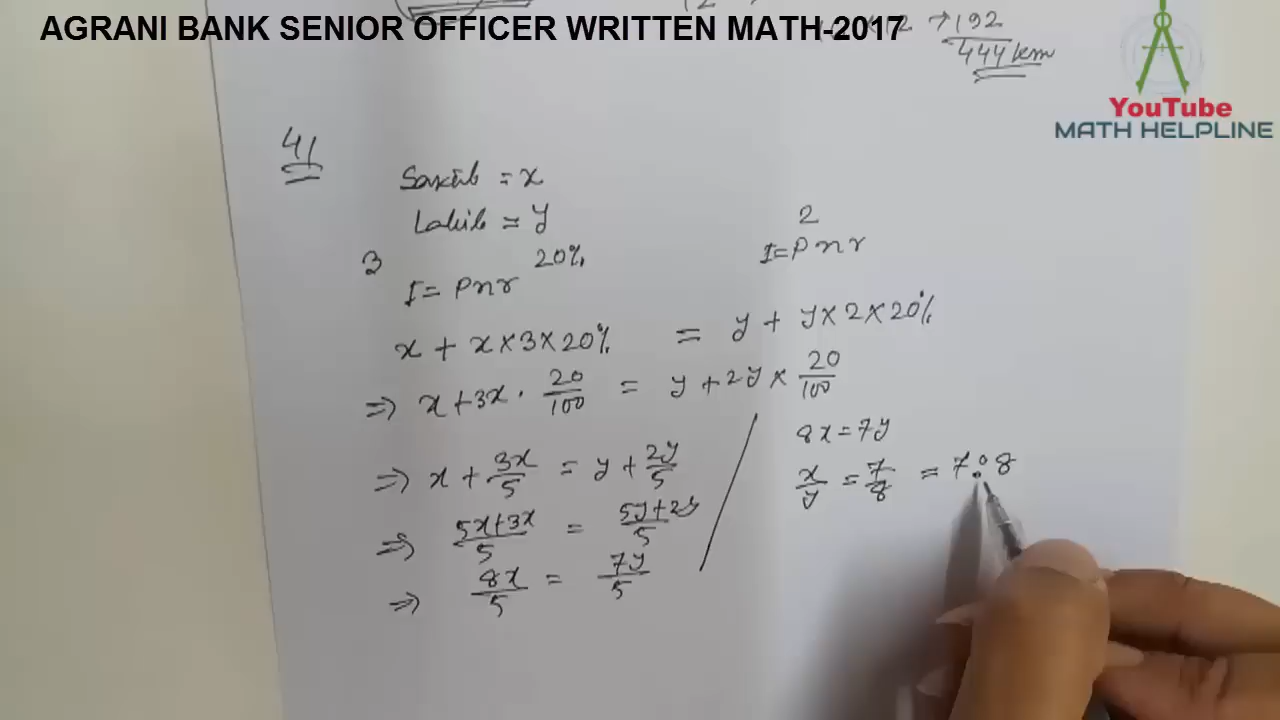 AGRANI BANK SENIOR OFFICER WRITTEN MATH-2017
2 → 192
444 km
YouTube
MATH HELPLINE
41
Sakib = x
Labib = y
3
I = Pnr 20%
2
I = Pnr
x + x × 3 × 20% = y + y × 2 × 20%
⇒ x + 3x · 20/100 = y + 2y × 20/100
⇒ x + 3x/5 = y + 2y/5
⇒ 5x+3x/5 = 5y+2y/5
⇒ 8x/5 = 7y/5
8x = 7y
x/y = 7/8 = 7:8